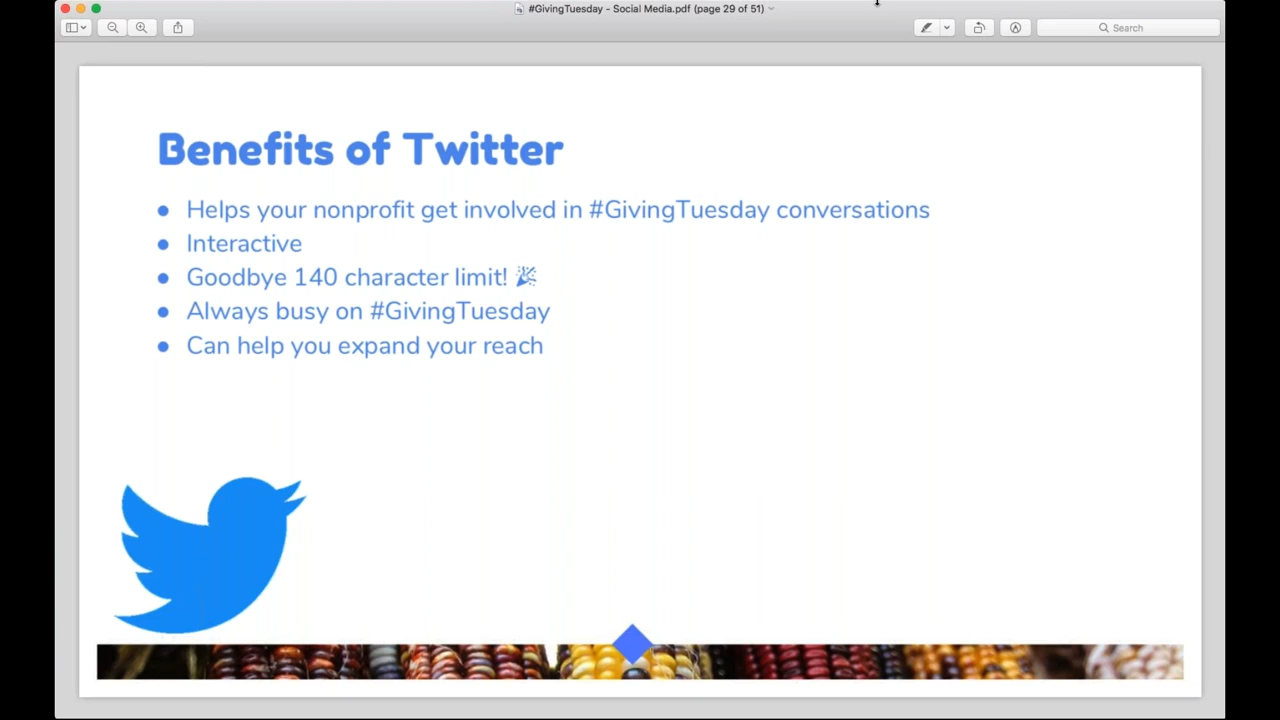 #GivingTuesday - Social Media.pdf (page 29 of 51)
Search
Benefits of Twitter
● Helps your nonprofit get involved in #GivingTuesday conversations
● Interactive
● Goodbye 140 character limit! 🎉
● Always busy on #GivingTuesday
● Can help you expand your reach